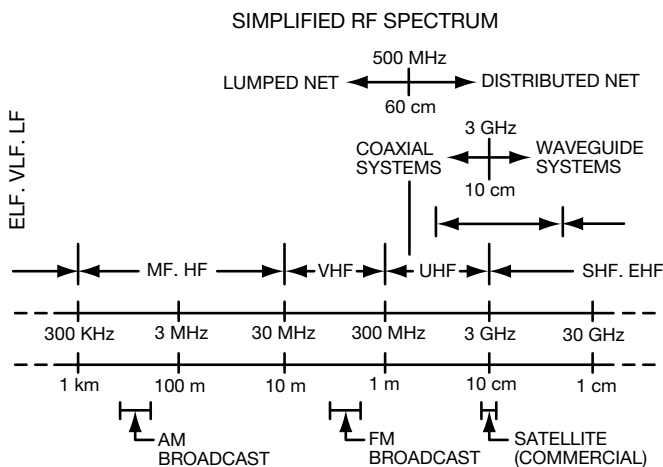 SIMPLIFIED RF SPECTRUM
500 MHz
LUMPED NET
DISTRIBUTED NET
60 cm
3 GHz
COAXIAL
SYSTEMS
WAVEGUIDE
SYSTEMS
10 cm
ELF. VLF. LF
MF. HF
VHF
UHF
SHF. EHF
300 KHz 3 MHz 30 MHz 300 MHz 3 GHz 30 GHz
1 km 100 m 10 m 1 m 10 cm 1 cm
AM
BROADCAST
FM
BROADCAST
SATELLITE
(COMMERCIAL)